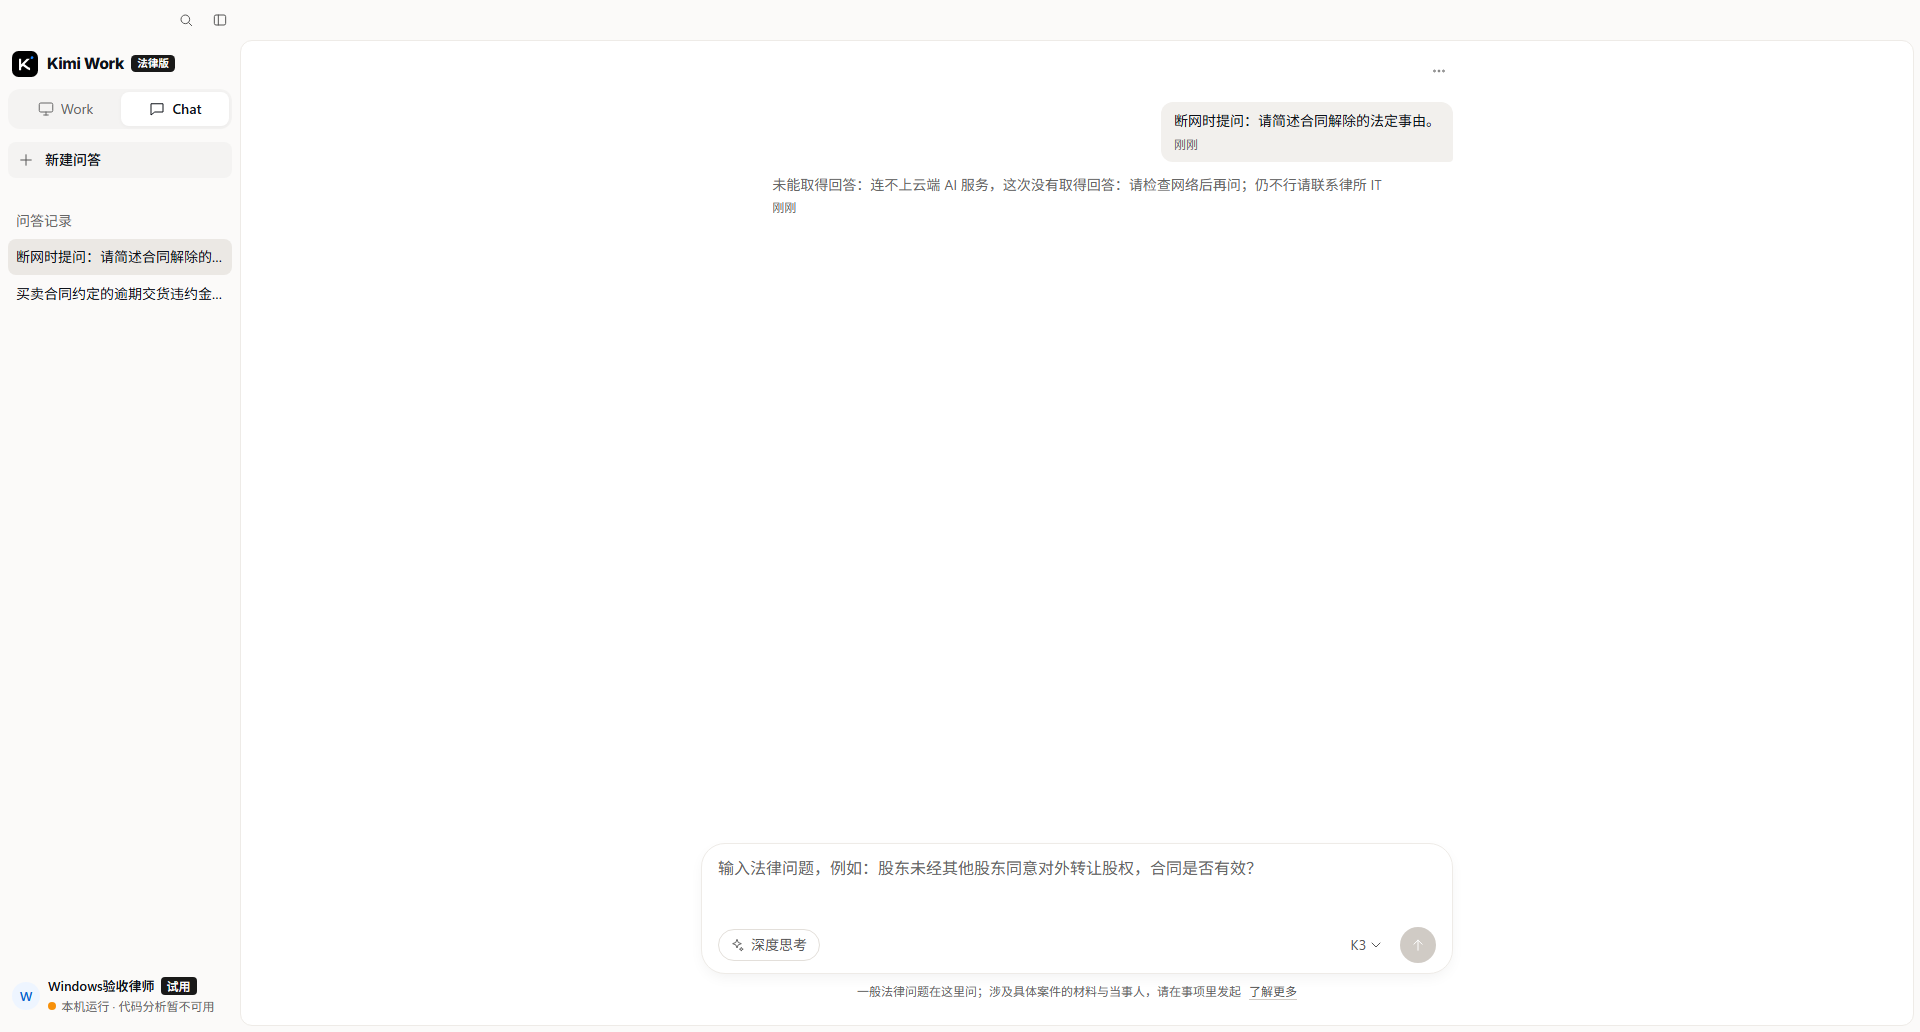 Kimi Work 法律版
Work
Chat
新建问答
问答记录
断网时提问：请简述合同解除的...
买卖合同约定的逾期交货违约金...
断网时提问：请简述合同解除的法定事由。
刚刚
未能取得回答：连不上云端 AI 服务，这次没有取得回答：请检查网络后再问；仍不行请联系律所 IT
刚刚
输入法律问题，例如：股东未经其他股东同意对外转让股权，合同是否有效？
深度思考
K3
一般法律问题在这里问；涉及具体案件的材料与当事人，请在事项里发起 了解更多
W
Windows验收律师 试用
本机运行 · 代码分析暂不可用